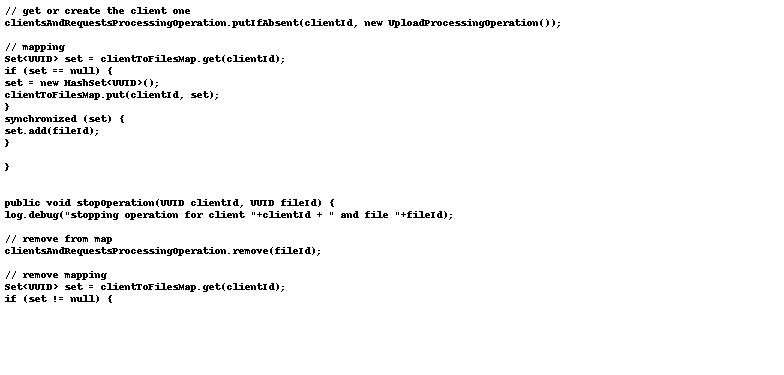 // get or create the client one
clientsAndRequestsProcessingOperation.putIfAbsent(clientId, new UploadProcessingOperation());
// mapping
Set<UUID> set = clientToFilesMap.get(clientId);
if (set == null) {
set = new HashSet<UUID>();
clientToFilesMap.put(clientId, set);
}
synchronized (set) {
set.add(fileId);
}
}
public void stopOperation(UUID clientId, UUID fileId) {
log.debug("stopping operation for client "+clientId + " and file "+fileId);
// remove from map
clientsAndRequestsProcessingOperation.remove(fileId);
// remove mapping
Set<UUID> set = clientToFilesMap.get(clientId);
if (set != null) {